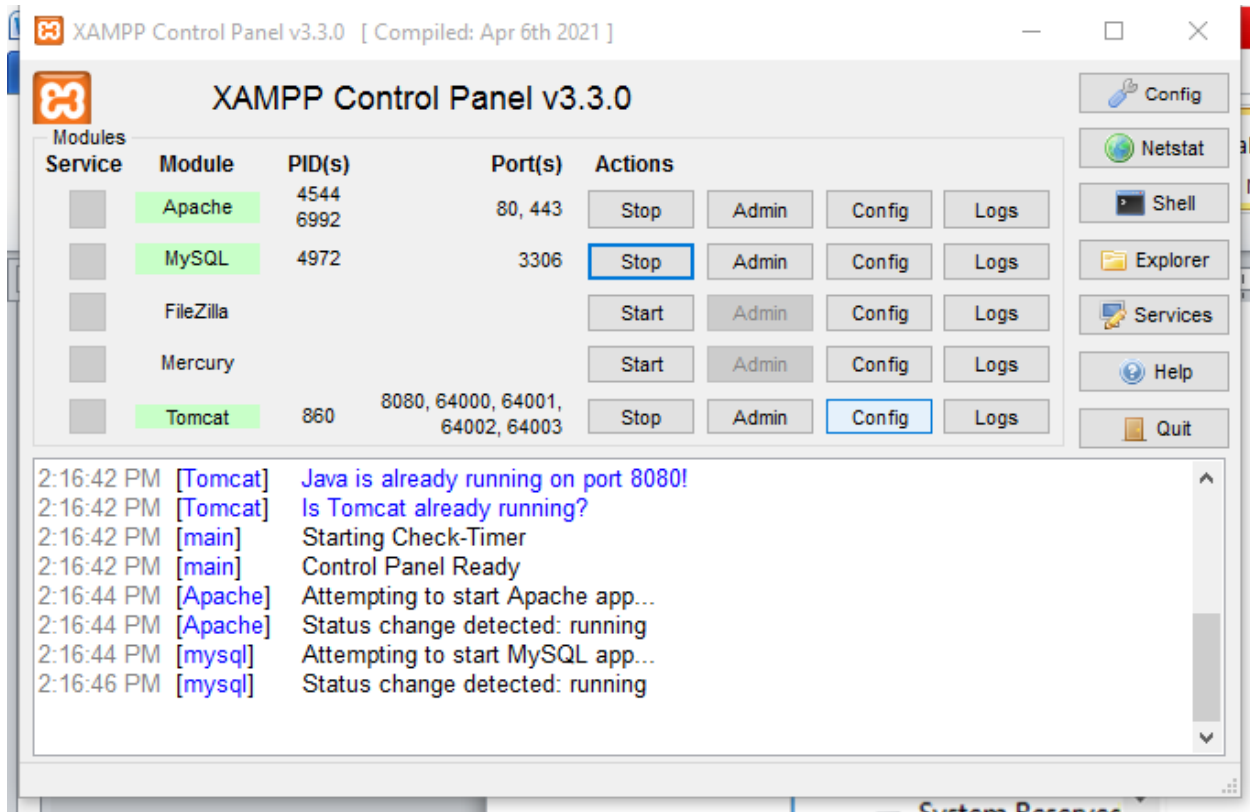 XAMPP Control Panel v3.3.0 [ Compiled: Apr 6th 2021 ]
XAMPP Control Panel v3.3.0
Config
Modules
Service Module PID(s) Port(s) Actions
Netstat
Apache 4544 6992 80, 443 Stop Admin Config Logs
Shell
MySQL 4972 3306 Stop Admin Config Logs
Explorer
FileZilla Start Admin Config Logs
Services
Mercury Start Admin Config Logs
Help
Tomcat 860 8080, 64000, 64001, 64002, 64003 Stop Admin Config Logs
Quit
2:16:42 PM [Tomcat] Java is already running on port 8080!
2:16:42 PM [Tomcat] Is Tomcat already running?
2:16:42 PM [main] Starting Check-Timer
2:16:42 PM [main] Control Panel Ready
2:16:44 PM [Apache] Attempting to start Apache app...
2:16:44 PM [Apache] Status change detected: running
2:16:44 PM [mysql] Attempting to start MySQL app...
2:16:46 PM [mysql] Status change detected: running